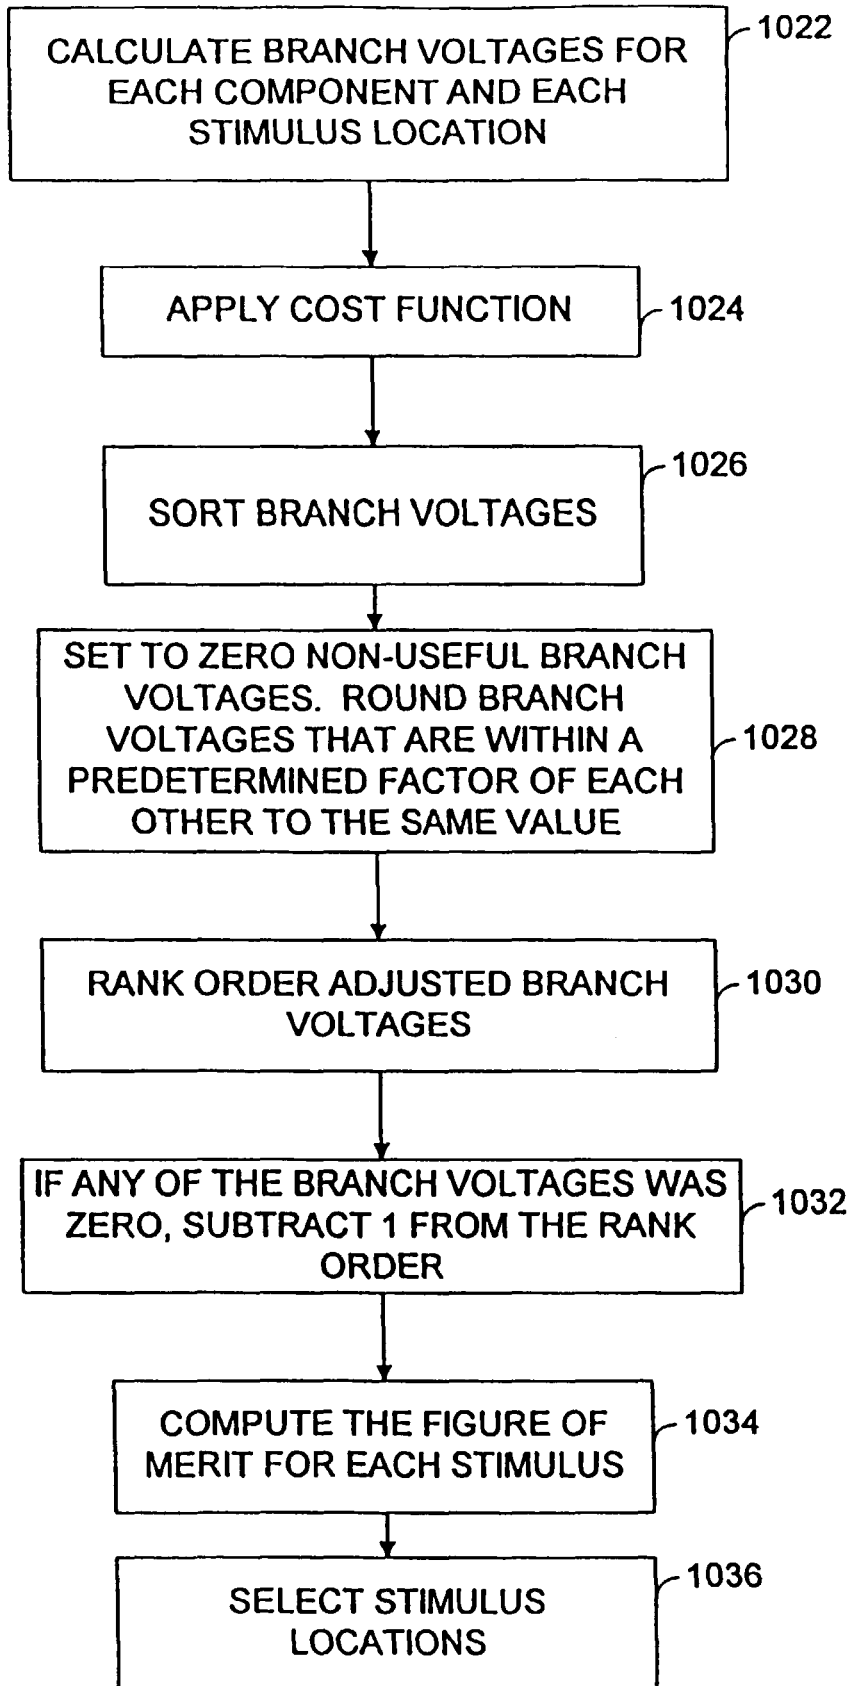 1022
CALCULATE BRANCH VOLTAGES FOR
EACH COMPONENT AND EACH
STIMULUS LOCATION
APPLY COST FUNCTION
1024
1026
SORT BRANCH VOLTAGES
SET TO ZERO NON-USEFUL BRANCH
VOLTAGES. ROUND BRANCH
VOLTAGES THAT ARE WITHIN A
PREDETERMINED FACTOR OF EACH
OTHER TO THE SAME VALUE
1028
RANK ORDER ADJUSTED BRANCH
VOLTAGES
1030
IF ANY OF THE BRANCH VOLTAGES WAS
ZERO, SUBTRACT 1 FROM THE RANK
ORDER
1032
COMPUTE THE FIGURE OF
MERIT FOR EACH STIMULUS
1034
1036
SELECT STIMULUS
LOCATIONS